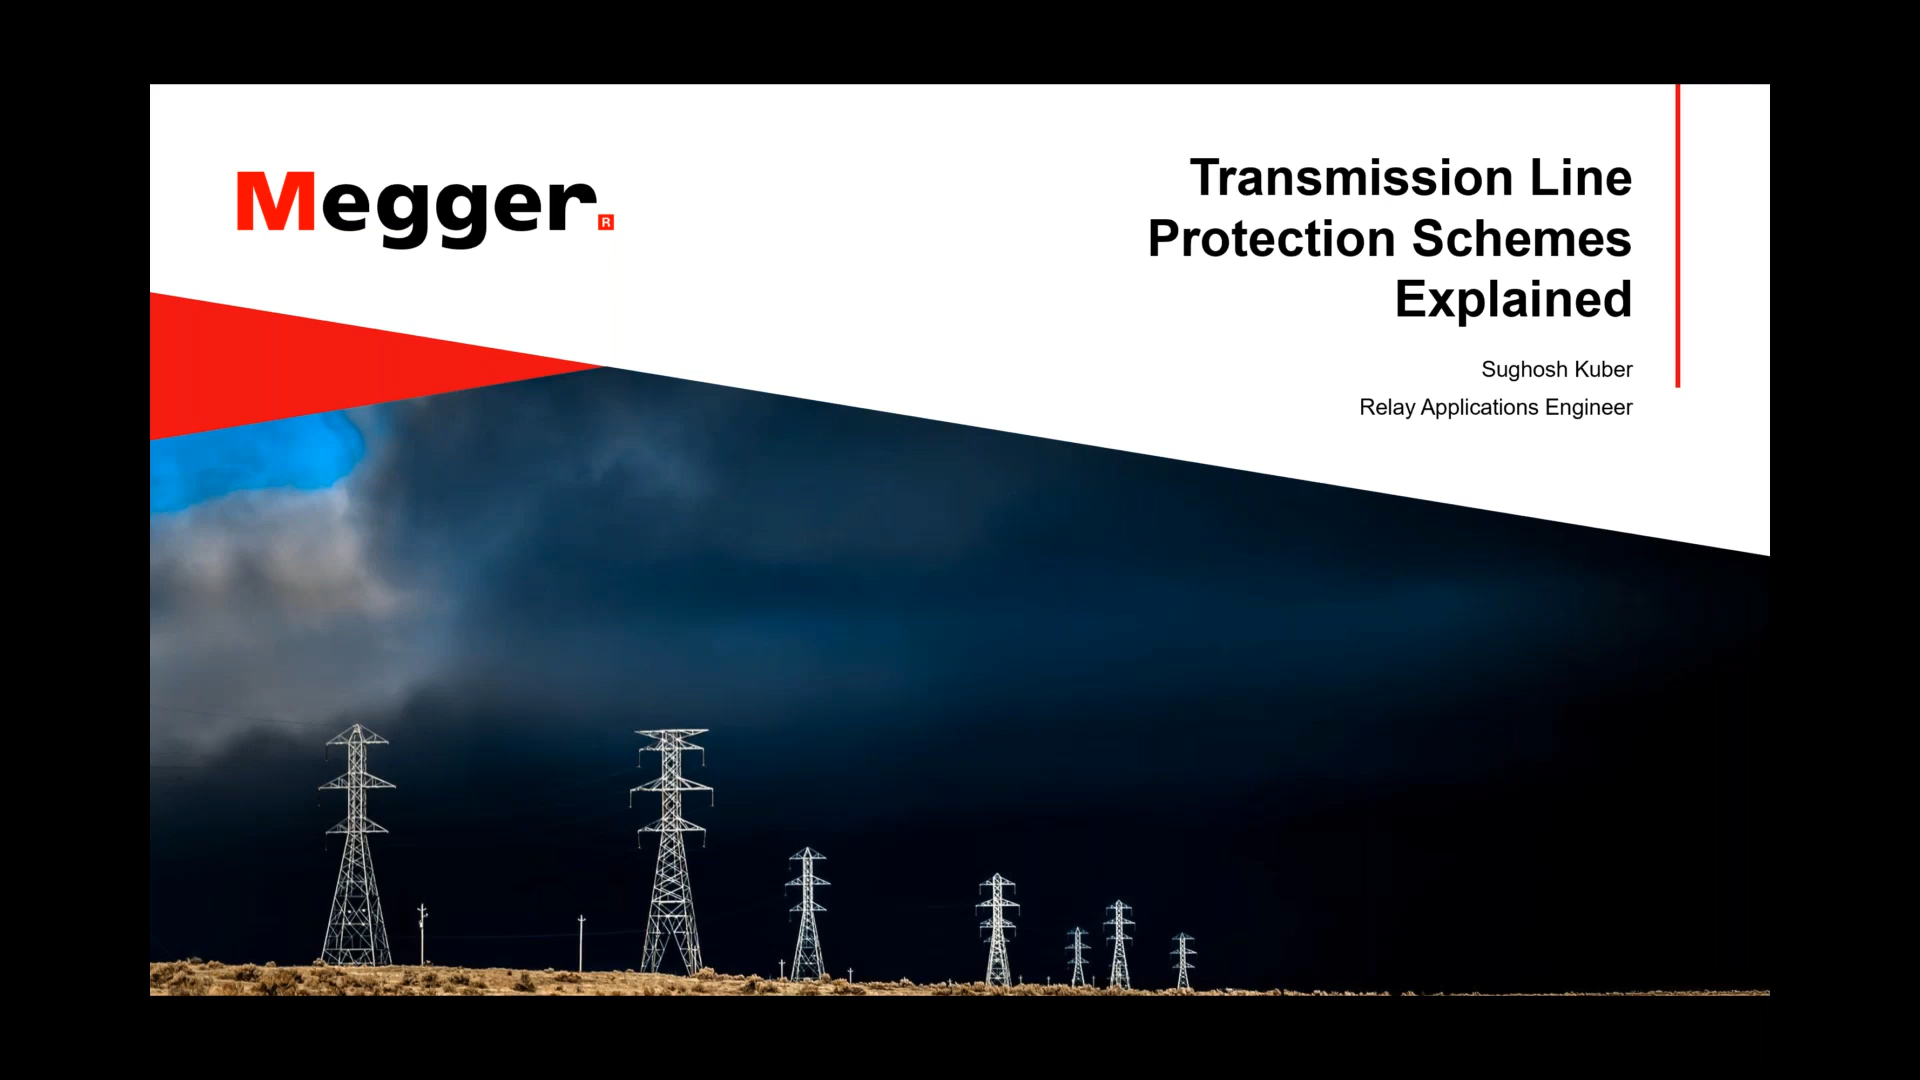 Megger®
Transmission Line
Protection Schemes
Explained
Sughosh Kuber
Relay Applications Engineer